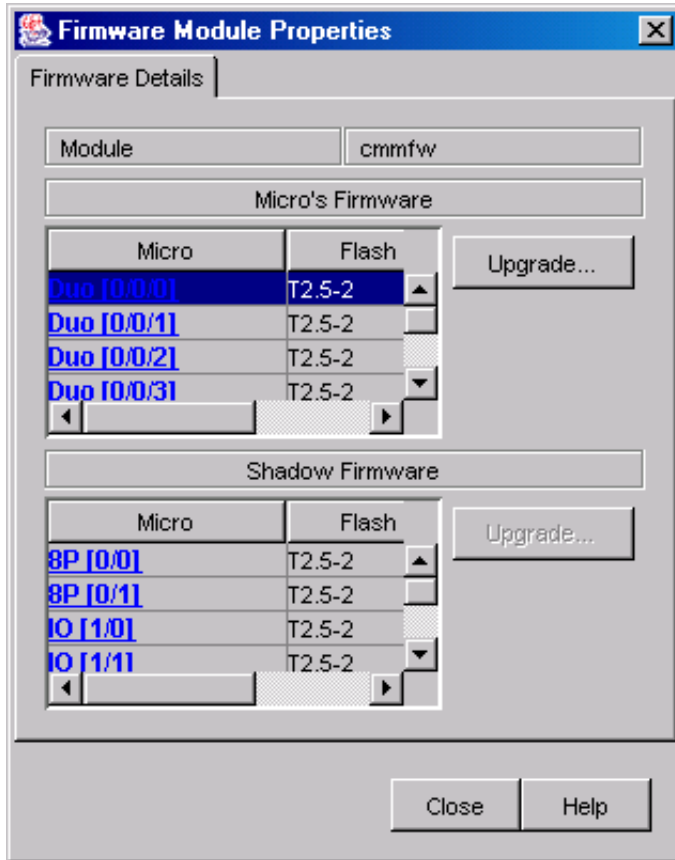 Firmware Module Properties
Firmware Details
Module cmmfw
Micro's Firmware
Micro Flash
Duo [0/0/0] T2.5-2
Duo [0/0/1] T2.5-2
Duo [0/0/2] T2.5-2
Duo [0/0/3] T2.5-2
Upgrade...
Shadow Firmware
Micro Flash
8P [0/0] T2.5-2
8P [0/1] T2.5-2
IO [1/0] T2.5-2
IO [1/1] T2.5-2
Upgrade...
Close Help